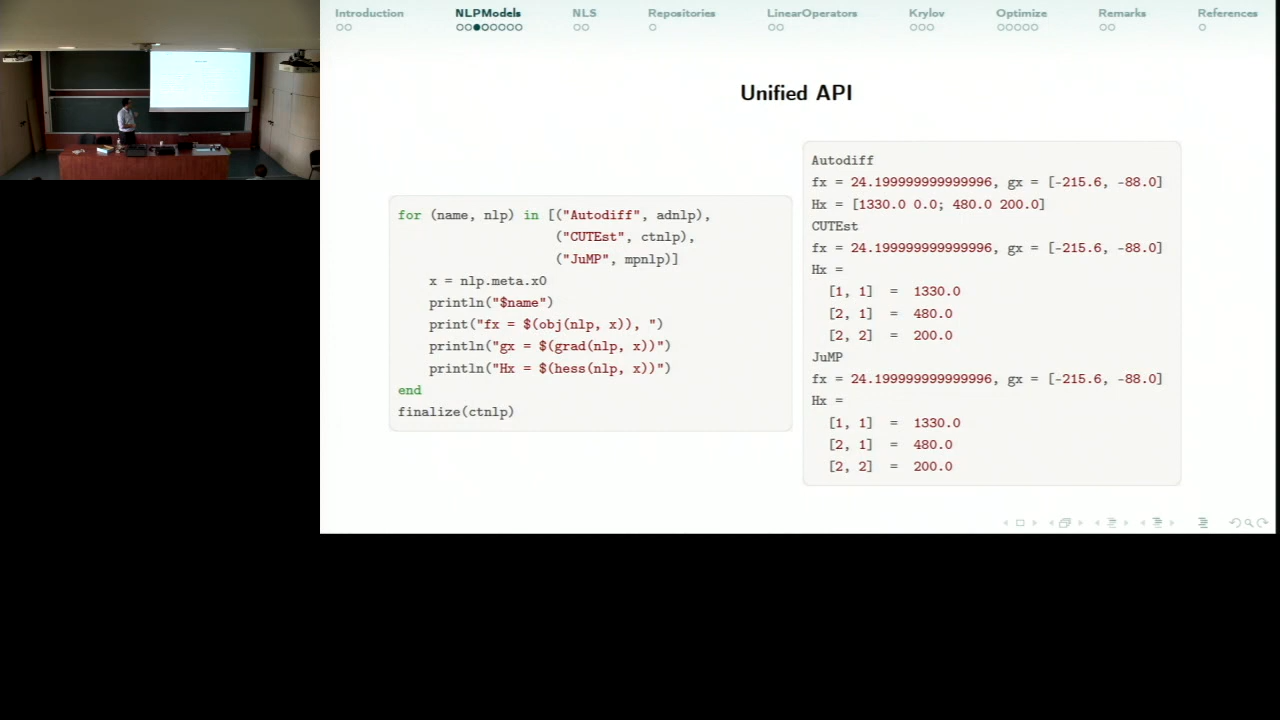 Introduction NLPModels NLS Repositories LinearOperators Krylov Optimize Remarks References
Unified API
for (name, nlp) in [("Autodiff", adnlp),
("CUTEst", ctnlp),
("JuMP", mpnlp)]
x = nlp.meta.x0
println("$name")
print("fx = $(obj(nlp, x)), ")
println("gx = $(grad(nlp, x))")
println("Hx = $(hess(nlp, x))")
end
finalize(ctnlp)
Autodiff
fx = 24.199999999999996, gx = [-215.6, -88.0]
Hx = [1330.0 0.0; 480.0 200.0]
CUTEst
fx = 24.199999999999996, gx = [-215.6, -88.0]
Hx =
[1, 1] = 1330.0
[2, 1] = 480.0
[2, 2] = 200.0
JuMP
fx = 24.199999999999996, gx = [-215.6, -88.0]
Hx =
[1, 1] = 1330.0
[2, 1] = 480.0
[2, 2] = 200.0